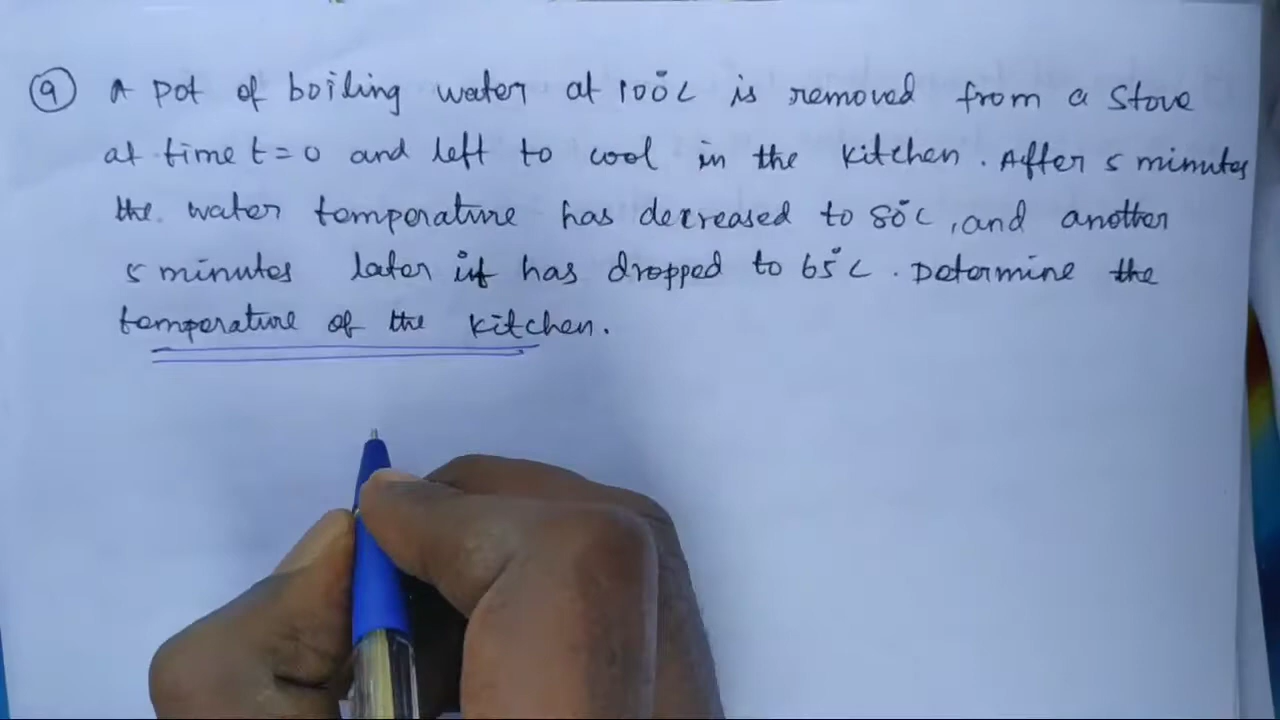 9 A pot of boiling water at 100°C is removed from a stove
at time t=0 and left to cool in the kitchen. After 5 minutes
the water temperature has decreased to 80°C, and another
5 minutes later it has dropped to 65°C. Determine the
temperature of the kitchen.